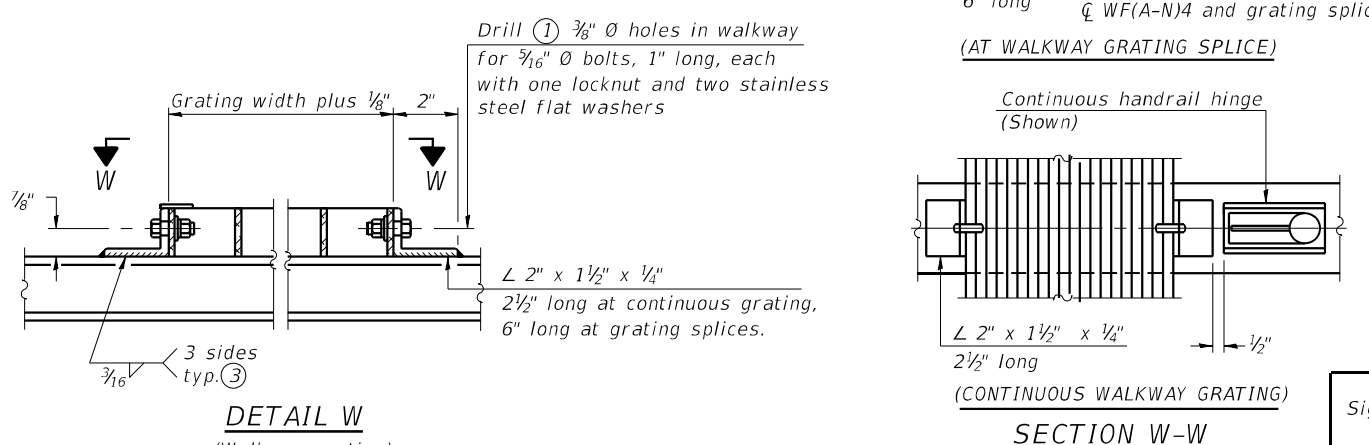 Drill ① ⅜" Ø holes in walkway
for 5/16" Ø bolts, 1" long, each
with one locknut and two stainless
steel flat washers
Grating width plus ⅛"
2"
W
W
⅞"
∠ 2" x 1½" x ¼"
2½" long at continuous grating,
6" long at grating splices.
3/16
3 sides
typ. ③
DETAIL W
6" long
℄ WF(A-N)4 and grating splic
(AT WALKWAY GRATING SPLICE)
Continuous handrail hinge
(Shown)
∠ 2" x 1½" x ¼"
2½" long
½"
(CONTINUOUS WALKWAY GRATING)
SECTION W-W
Sig